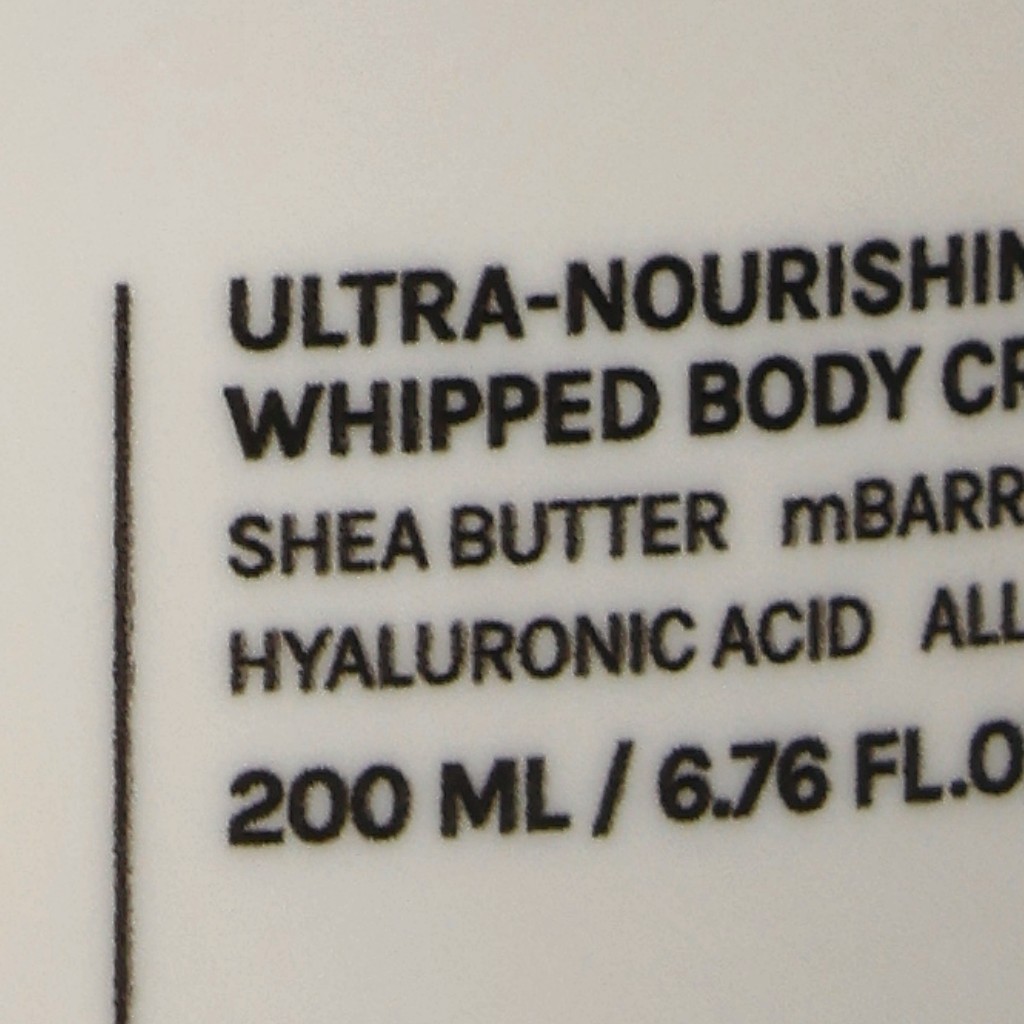 ULTRA-NOURISHIN
WHIPPED BODY CR
SHEA BUTTER mBARR
HYALURONIC ACID ALL
200 ML / 6.76 FL.O